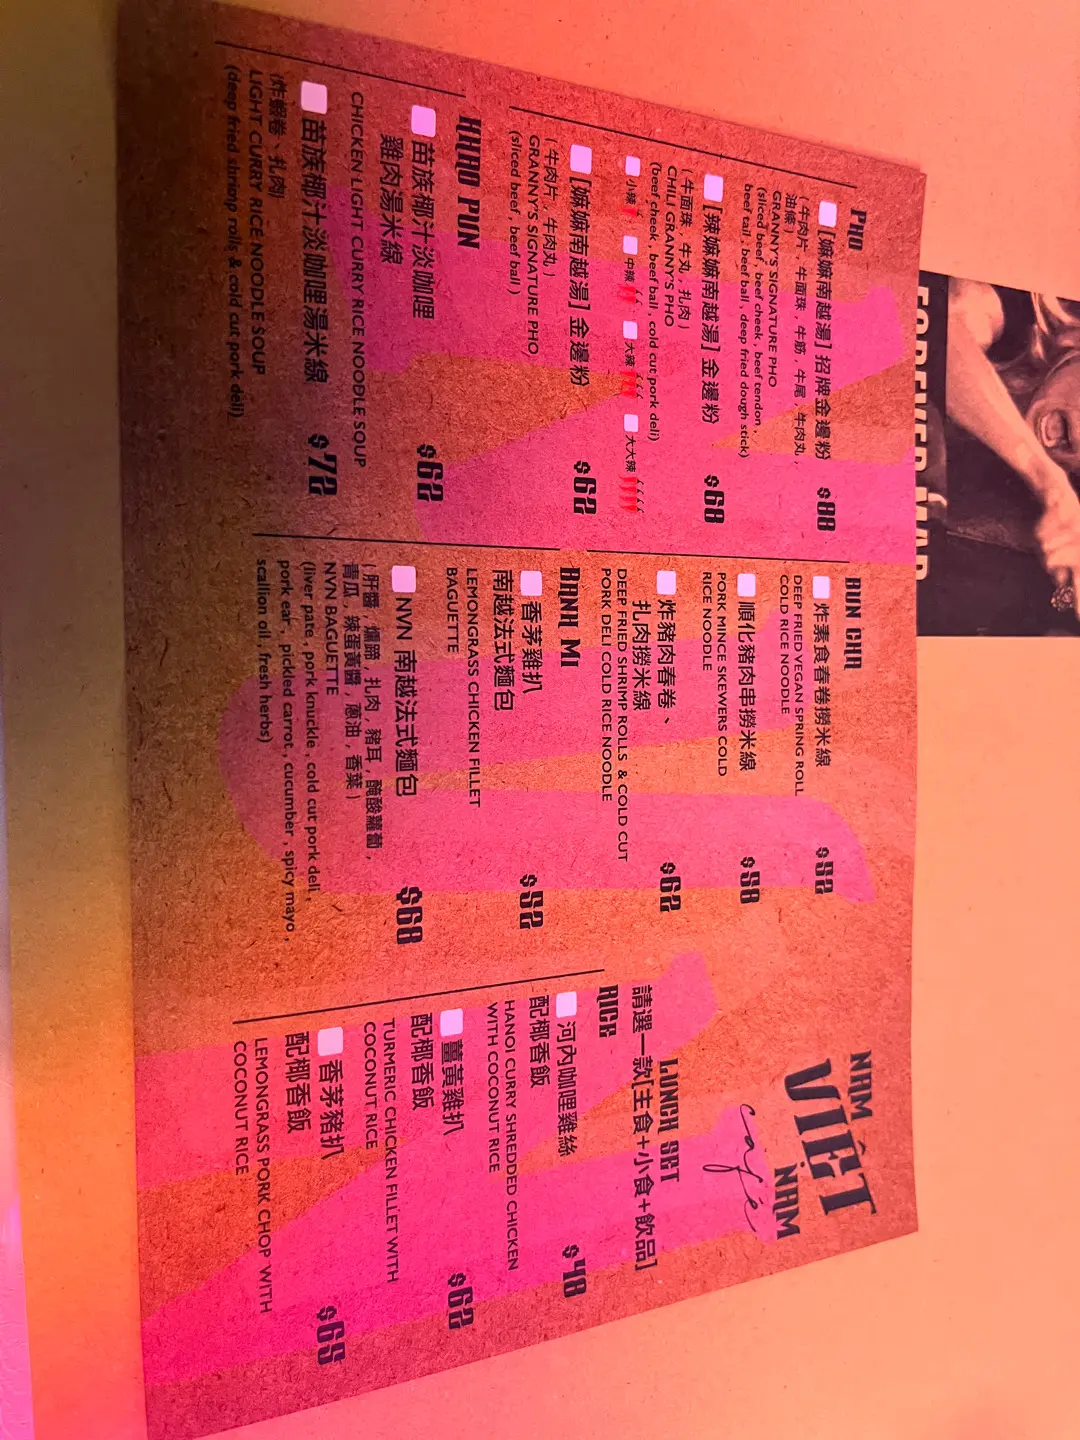 NAM
VIỆT
NAM
café
LUNCH SET
請選一款[主食+小食+飲品]
RICE
河內咖哩雞絲
配椰香飯
HANOI CURRY SHREDDED CHICKEN
WITH COCONUT RICE
$48
薑黃雞扒
配椰香飯
TURMERIC CHICKEN FILLET WITH
COCONUT RICE
$62
香茅豬扒
配椰香飯
LEMONGRASS PORK CHOP WITH
COCONUT RICE
$65
BUN CHA
炸素食春卷撈米線
DEEP FRIED VEGAN SPRING ROLL
COLD RICE NOODLE
$52
順化豬肉串撈米線
PORK MINCE SKEWERS COLD
RICE NOODLE
$58
炸豬肉春卷、
扎肉撈米線
DEEP FRIED SHRIMP ROLLS & COLD CUT
PORK DELI COLD RICE NOODLE
$62
BANH MI
香茅雞扒
南越法式麵包
LEMONGRASS CHICKEN FILLET
BAGUETTE
$52
NVN 南越法式麵包
(肝醬,燻蹄,扎肉,豬耳,醃酸蘿蔔,
青瓜,辣蛋黃醬,蔥油,香葉)
NVN BAGUETTE
(liver pate, pork knuckle, cold cut pork deli,
pork ear, pickled carrot, cucumber, spicy mayo,
scallion oil, fresh herbs)
$68
PHO
[嫲嫲南越湯] 招牌金邊粉
(牛肉片,牛面珠,牛筋,牛尾,牛肉丸,
油條)
GRANNY'S SIGNATURE PHO
(sliced beef, beef cheek, beef tendon,
beef tail, beef ball, deep fried dough stick)
$88
[辣嫲嫲南越湯] 金邊粉
(牛面珠,牛丸,扎肉)
CHILI GRANNY'S PHO
(beef cheek, beef ball, cold cut pork deli)
$68
小辣 中辣 大辣 大大辣
[嫲嫲南越湯] 金邊粉
(牛肉片,牛肉丸)
GRANNY'S SIGNATURE PHO
(sliced beef, beef ball)
$62
KHAO PUN
苗族椰汁淡咖哩
雞肉湯米線
CHICKEN LIGHT CURRY RICE NOODLE SOUP
$62
苗族椰汁淡咖哩湯米線
(炸蝦卷、扎肉)
LIGHT CURRY RICE NOODLE SOUP
(deep fried shring rolls & cold cut pork deli)
$72
FOREVER MAR